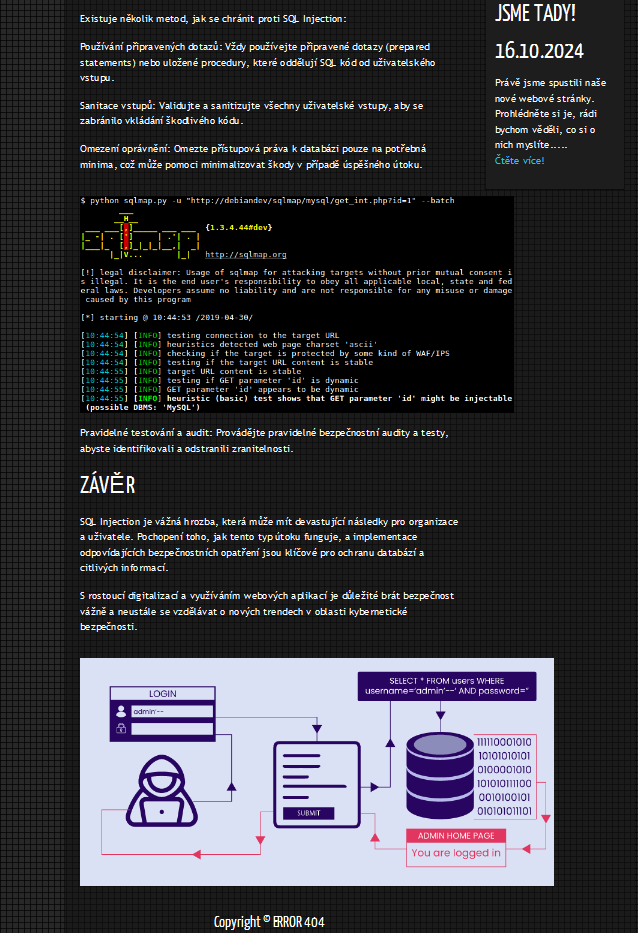 Existuje několik metod, jak se chránit proti SQL Injection:
Používání připravených dotazů: Vždy používejte připravené dotazy (prepared
statements) nebo uložené procedury, které oddělují SQL kód od uživatelského
vstupu.
Sanitace vstupů: Validujte a sanitizujte všechny uživatelské vstupy, aby se
zabránilo vkládání škodlivého kódu.
Omezení oprávnění: Omezte přístupová práva k databázi pouze na potřebná
minima, což může pomoci minimalizovat škody v případě úspěšného útoku.
$ python sqlmap.py -u "http://debiandev/sqlmap/mysql/get_int.php?id=1" --batch
{1.3.4.44#dev}
http://sqlmap.org
[!] legal disclaimer: Usage of sqlmap for attacking targets without prior mutual consent i
s illegal. It is the end user's responsibility to obey all applicable local, state and fed
eral laws. Developers assume no liability and are not responsible for any misuse or damage
caused by this program
[*] starting @ 10:44:53 /2019-04-30/
[10:44:54] [INFO] testing connection to the target URL
[10:44:54] [INFO] heuristics detected web page charset 'ascii'
[10:44:54] [INFO] checking if the target is protected by some kind of WAF/IPS
[10:44:54] [INFO] testing if the target URL content is stable
[10:44:55] [INFO] target URL content is stable
[10:44:55] [INFO] testing if GET parameter 'id' is dynamic
[10:44:55] [INFO] GET parameter 'id' appears to be dynamic
[10:44:55] [INFO] heuristic (basic) test shows that GET parameter 'id' might be injectable
(possible DBMS: 'MySQL')
Pravidelné testování a audit: Provádějte pravidelné bezpečnostní audity a testy,
abyste identifikovali a odstranili zranitelnosti.
ZÁVĚR
SQL Injection je vážná hrozba, která může mít devastující následky pro organizace
a uživatele. Pochopení toho, jak tento typ útoku funguje, a implementace
odpovídajících bezpečnostních opatření jsou klíčové pro ochranu databází a
citlivých informací.
S rostoucí digitalizací a využíváním webových aplikací je důležité brát bezpečnost
vážně a neustále se vzdělávat o nových trendech v oblasti kybernetické
bezpečnosti.
LOGIN
admin'--
SUBMIT
SELECT * FROM users WHERE
username='admin'--' AND password=''
11110001010
10101010101
0100001010
101010111100
0010100101
010101011101
ADMIN HOME PAGE
You are logged in
JSME TADY!
16.10.2024
Právě jsme spustili naše
nové webové stránky.
Prohlédněte si je, rádi
bychom věděli, co si o
nich myslíte.....
Čtěte více!
Copyright © ERROR 404